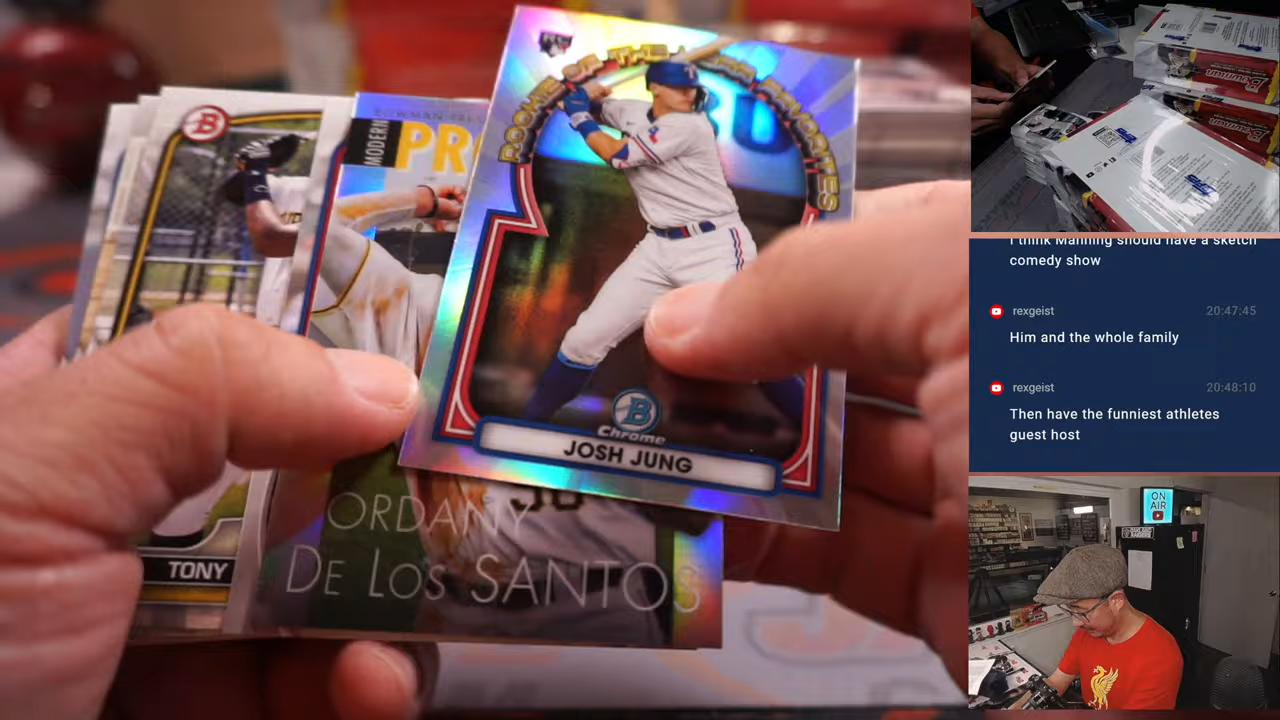 ROOKIE OF THE YEAR FAVORITES
B
Chrome
JOSH JUNG
B
MODERN
PR
ORDANY
DE LOS SANTOS
TONY
Bowman
I think Manning should have a sketch
comedy show
rexgeist
20:47:45
Him and the whole family
rexgeist
20:48:10
Then have the funniest athletes
guest host
ON
AIR